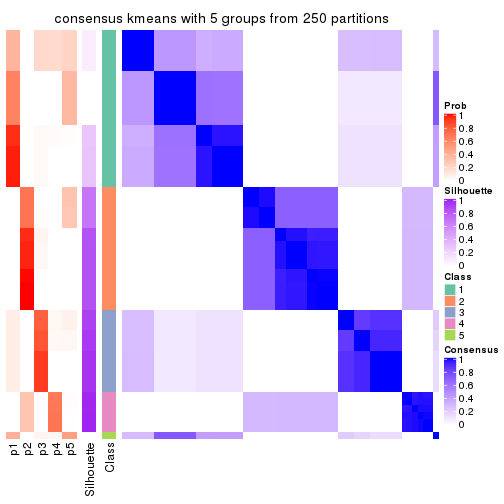 consensus kmeans with 5 groups from 250 partitions
Prob
1
0.8
0.6
0.4
0.2
0
Silhouette
1
0.8
0.6
0.4
0.2
0
Class
1
2
3
4
5
Consensus
1
0.8
0.6
0.4
0.2
0
p1
p2
p3
p4
p5
Silhouette
Class